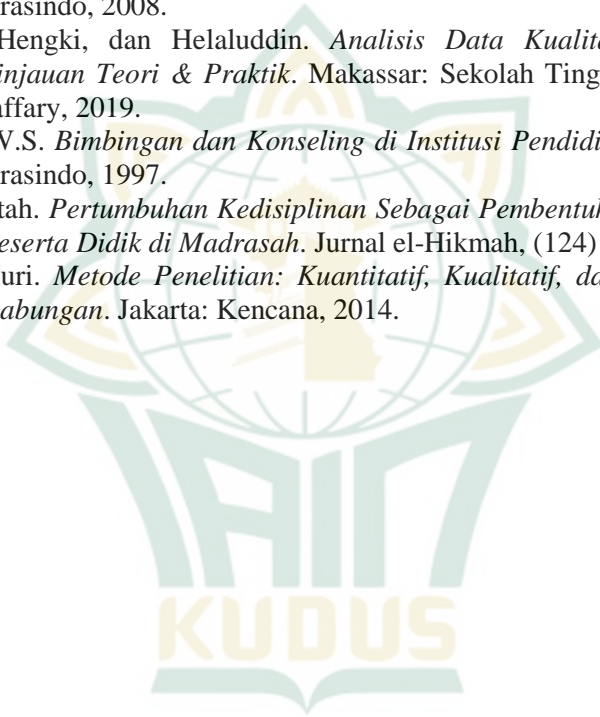 rasindo, 2008.
Hengki, dan Helaluddin. Analisis Data Kualita
injauan Teori & Praktik. Makassar: Sekolah Ting
affary, 2019.
W.S. Bimbingan dan Konseling di Institusi Pendidi
rasindo, 1997.
tah. Pertumbuhan Kedisiplinan Sebagai Pembentuk
eserta Didik di Madrasah. Jurnal el-Hikmah, (124)
uri. Metode Penelitian: Kuantitatif, Kualitatif, da
abungan. Jakarta: Kencana, 2014.
IAIN
KUDUS